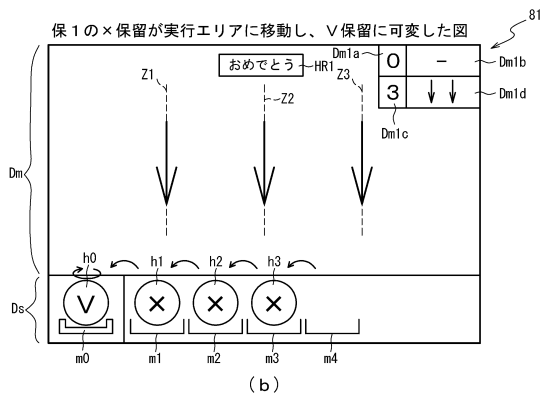 保１の×保留が実行エリアに移動し、Ｖ保留に可変した図
81
Dm1a
0
－
Dm1b
おめでとう
HR1
Z1
Z2
Z3
3
Dm1d
Dm1c
Dm
h0
h1
h2
h3
Ds
V
×
×
×
m0
m1
m2
m3
m4
（b）